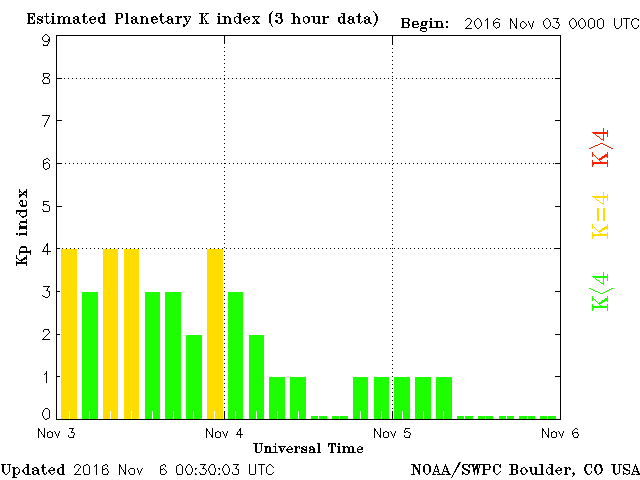 Estimated Planetary K index (3 hour data)
Begin: 2016 Nov 03 0000 UTC
9
8
7
6
5
4
3
2
1
0
Kp index
K>4
K=4
K<4
Nov 3
Nov 4
Nov 5
Nov 6
Universal Time
Updated 2016 Nov 6 00:30:03 UTC
NOAA/SWPC Boulder, CO USA